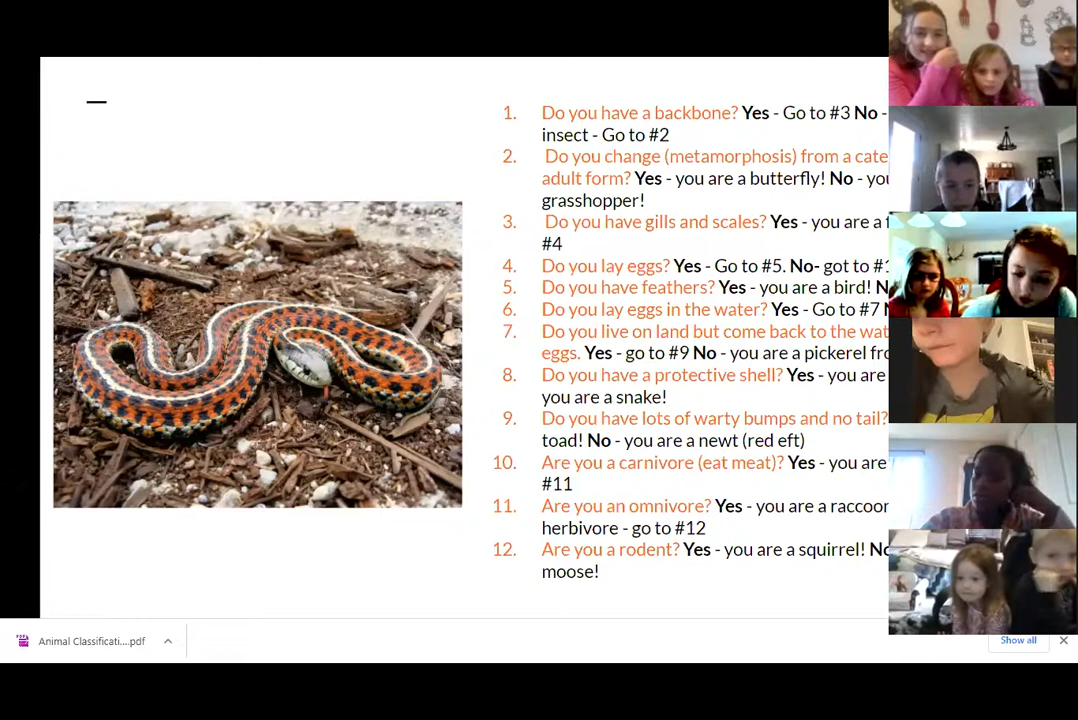 1. Do you have a backbone? Yes - Go to #3 No -
insect - Go to #2
2. Do you change (metamorphosis) from a cate
adult form? Yes - you are a butterfly! No - you
grasshopper!
3. Do you have gills and scales? Yes - you are a f
#4
4. Do you lay eggs? Yes - Go to #5. No- got to #1
5. Do you have feathers? Yes - you are a bird! N
6. Do you lay eggs in the water? Yes - Go to #7 N
7. Do you live on land but come back to the wat
eggs. Yes - go to #9 No - you are a pickerel fro
8. Do you have a protective shell? Yes - you are
you are a snake!
9. Do you have lots of warty bumps and no tail?
toad! No - you are a newt (red eft)
10. Are you a carnivore (eat meat)? Yes - you are
#11
11. Are you an omnivore? Yes - you are a raccoon
herbivore - go to #12
12. Are you a rodent? Yes - you are a squirrel! No
moose!
Animal Classificati....pdf
Show all